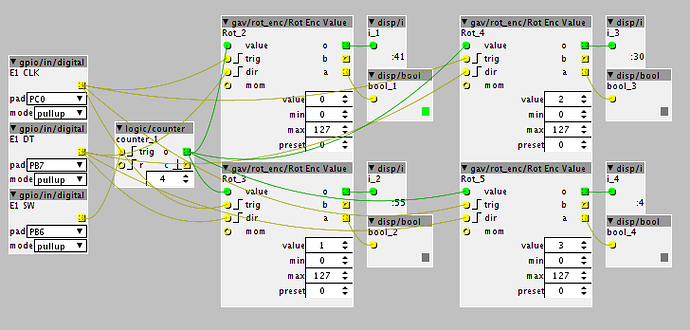 gpio/in/digital
E1 CLK
pad PC0
mode pullup
gpio/in/digital
E1 DT
pad PB7
mode pullup
gpio/in/digital
E1 SW
pad PB6
mode pullup
logic/counter
counter_1
trig o
r c
4
gav/rot_enc/Rot Enc Value
Rot_2
value o
trig b
dir a
mom
value 0
min 0
max 127
preset 0
disp/i
i_1
:41
disp/bool
bool_1
gav/rot_enc/Rot Enc Value
Rot_3
value o
trig b
dir a
mom
value 1
min 0
max 127
preset 0
disp/i
i_2
:55
disp/bool
bool_2
gav/rot_enc/Rot Enc Value
Rot_4
value o
trig b
dir a
mom
value 2
min 0
max 127
preset 0
disp/i
i_3
:30
disp/bool
bool_3
gav/rot_enc/Rot Enc Value
Rot_5
value o
trig b
dir a
mom
value 3
min 0
max 127
preset 0
disp/i
i_4
:4
disp/bool
bool_4